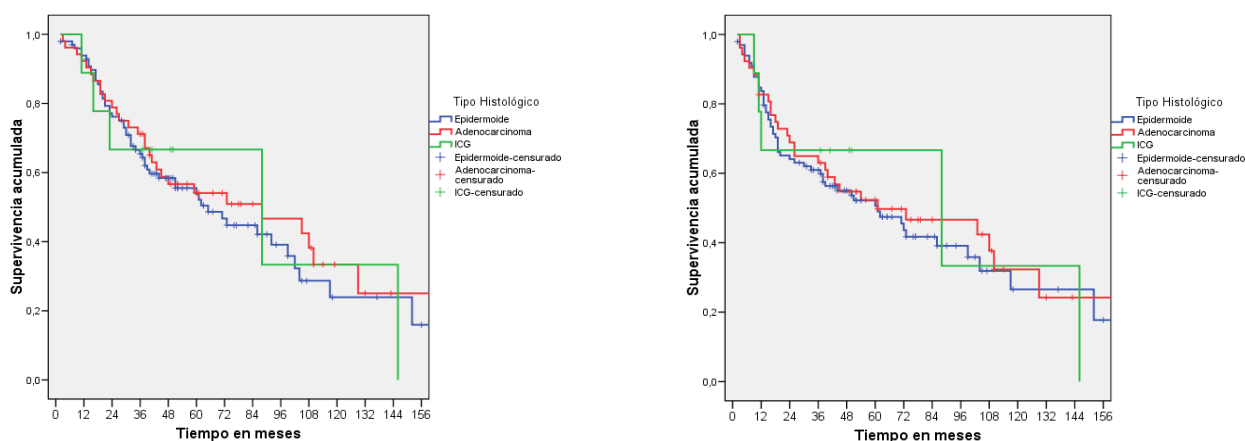 Supervivencia acumulada
1,0
0,8
0,6
0,4
0,2
0,0
0 12 24 36 48 60 72 84 96 108 120 132 144 156
Tiempo en meses
Tipo Histológico
Epidermoide
Adenocarcinoma
ICG
Epidermoide-censurado
Adenocarcinoma-
censurado
ICG-censurado
Supervivencia acumulada
1,0
0,8
0,6
0,4
0,2
0,0
0 12 24 36 48 60 72 84 96 108 120 132 144 156
Tiempo en meses
Tipo Histológico
Epidermoide
Adenocarcinoma
ICG
Epidermoide-censurado
Adenocarcinoma-
censurado
ICG-censurado